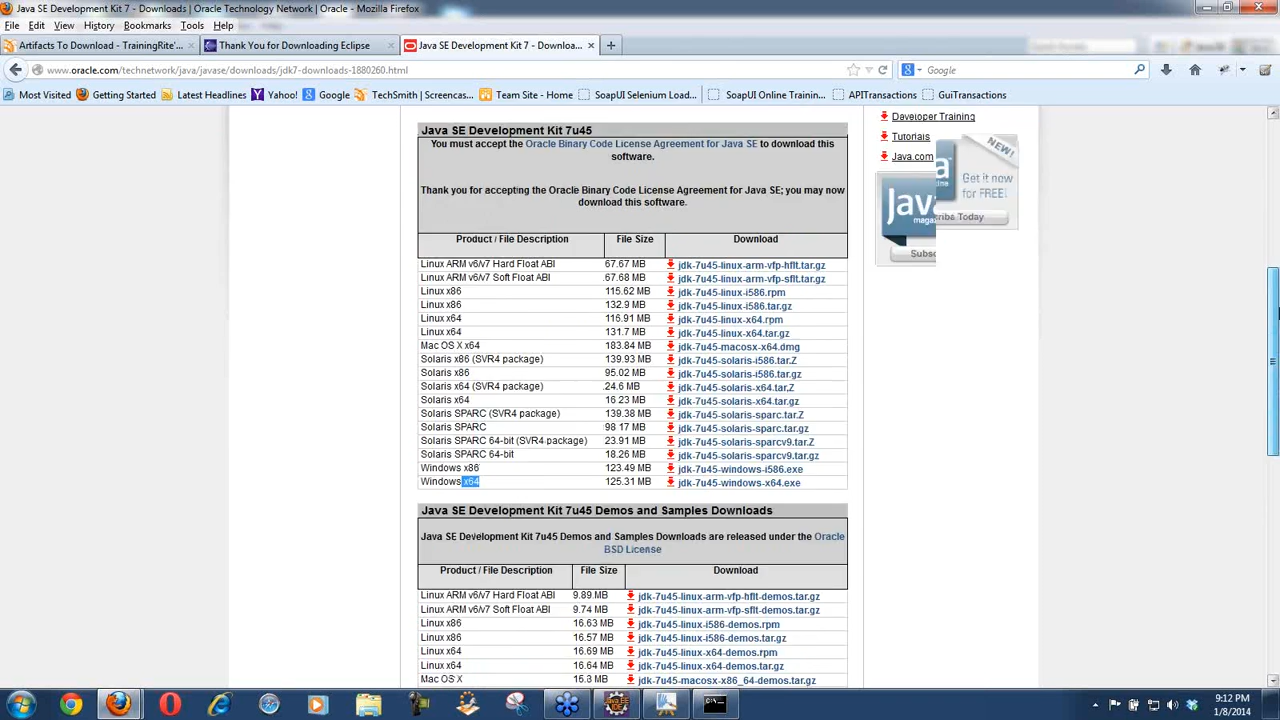 Java SE Development Kit 7 - Downloads | Oracle Technology Network | Oracle - Mozilla Firefox
File Edit View History Bookmarks Tools Help
Artifacts To Download - TrainingRite'... Thank You for Downloading Eclipse Java SE Development Kit 7 - Downloa...
www.oracle.com/technetwork/java/javase/downloads/jdk7-downloads-1880260.html Google
Most Visited Getting Started Latest Headlines Yahoo! Google TechSmith | Screencas... Team Site - Home SoapUI Selenium Load... SoapUI Online Training... APITransactions GuiTransactions
Developer Training
Tutorials
Java.com
NEW!
Get it now
for FREE!
Java
Java SE Development Kit 7u45
You must accept the Oracle Binary Code License Agreement for Java SE to download this
software.
Thank you for accepting the Oracle Binary Code License Agreement for Java SE; you may now
download this software.
Product / File Description File Size Download
Linux ARM v6/v7 Hard Float ABI 67.67 MB jdk-7u45-linux-arm-vfp-hflt.tar.gz
Linux ARM v6/v7 Soft Float ABI 67.68 MB jdk-7u45-linux-arm-vfp-sflt.tar.gz
Linux x86 115.62 MB jdk-7u45-linux-i586.rpm
Linux x86 132.9 MB jdk-7u45-linux-i586.tar.gz
Linux x64 116.91 MB jdk-7u45-linux-x64.rpm
Linux x64 131.7 MB jdk-7u45-linux-x64.tar.gz
Mac OS X x64 183.84 MB jdk-7u45-macosx-x64.dmg
Solaris x86 (SVR4 package) 139.93 MB jdk-7u45-solaris-i586.tar.Z
Solaris x86 95.02 MB jdk-7u45-solaris-i586.tar.gz
Solaris x64 (SVR4 package) 24.6 MB jdk-7u45-solaris-x64.tar.Z
Solaris x64 16.23 MB jdk-7u45-solaris-x64.tar.gz
Solaris SPARC (SVR4 package) 139.38 MB jdk-7u45-solaris-sparc.tar.Z
Solaris SPARC 98.17 MB jdk-7u45-solaris-sparc.tar.gz
Solaris SPARC 64-bit (SVR4 package) 23.91 MB jdk-7u45-solaris-sparcv9.tar.Z
Solaris SPARC 64-bit 18.26 MB jdk-7u45-solaris-sparcv9.tar.gz
Windows x86 123.49 MB jdk-7u45-windows-i586.exe
Windows x64 125.31 MB jdk-7u45-windows-x64.exe
Java SE Development Kit 7u45 Demos and Samples Downloads
Java SE Development Kit 7u45 Demos and Samples Downloads are released under the Oracle
BSD License
Product / File Description File Size Download
Linux ARM v6/v7 Hard Float ABI 9.89 MB jdk-7u45-linux-arm-vfp-hflt-demos.tar.gz
Linux ARM v6/v7 Soft Float ABI 9.74 MB jdk-7u45-linux-arm-vfp-sflt-demos.tar.gz
Linux x86 16.63 MB jdk-7u45-linux-i586-demos.rpm
Linux x86 16.57 MB jdk-7u45-linux-i586-demos.tar.gz
Linux x64 16.69 MB jdk-7u45-linux-x64-demos.rpm
Linux x64 16.64 MB jdk-7u45-linux-x64-demos.tar.gz
Mac OS X 15.3 MB jdk-7u45-macosx-x86_64-demos.tar.gz
9:12 PM
1/8/2014